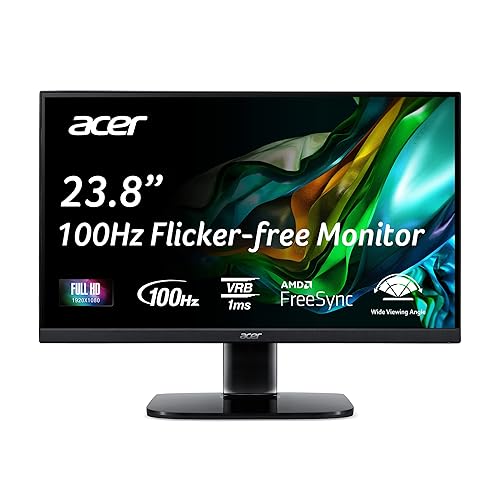 acer
23.8”
100Hz Flicker-free Monitor
FULL HD
1920X1080
100Hz
VRB
1ms
AMD
FreeSync
Wide Viewing Angle
acer